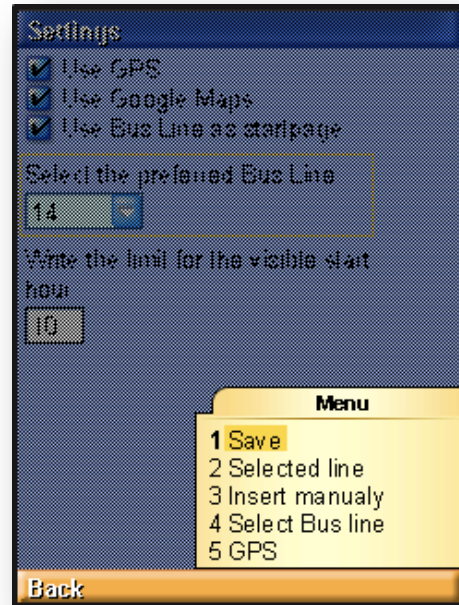 Settings
Use GPS
Use Google Maps
Use Bus Line as startpage
Select the preferred Bus Line
14
Write the limit for the visible start
hour
10
Menu
1 Save
2 Selected line
3 Insert manualy
4 Select Bus line
5 GPS
Back